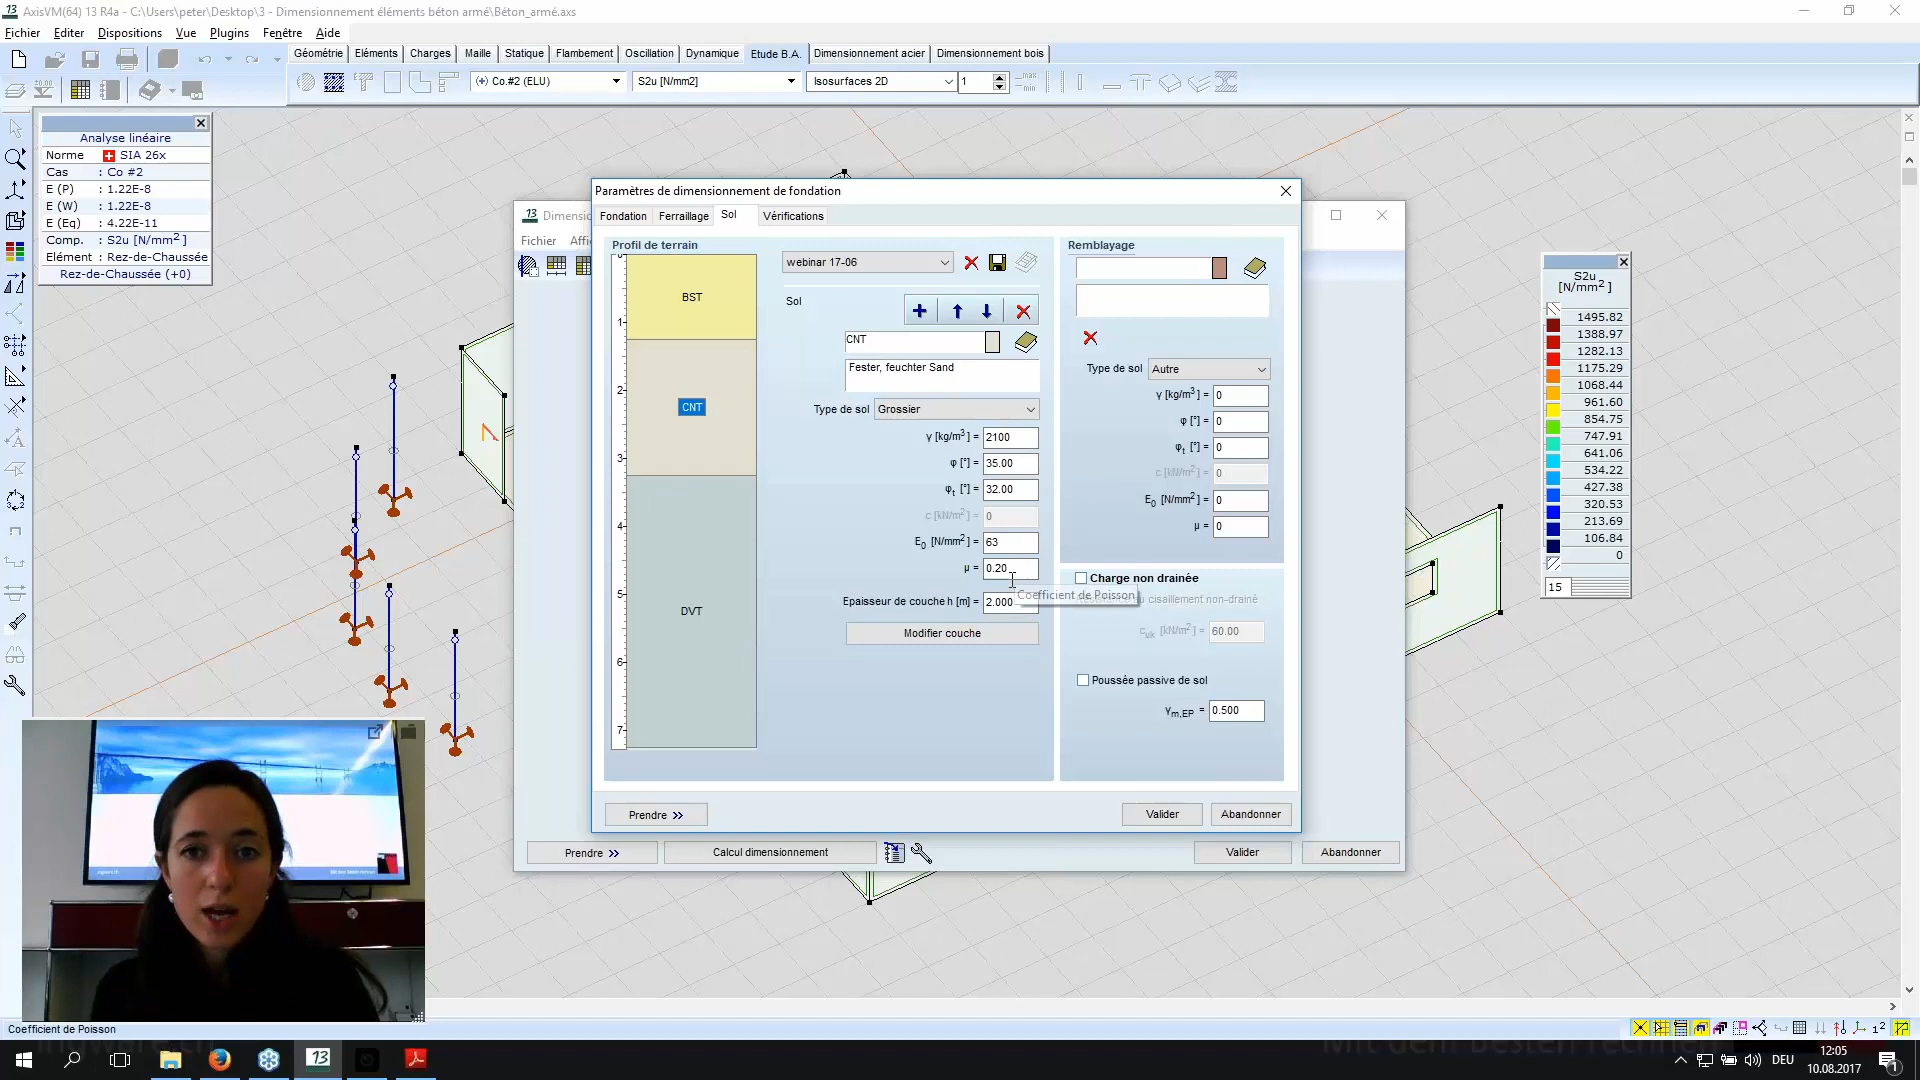 AxisVM(64) 13 R4a - C:\Users\peter\Desktop\3 - Dimensionnement éléments béton armé\Béton_armé.axs
Fichier Editer Dispositions Vue Plugins Fenêtre Aide
Géométrie Eléments Charges Maille Statique Flambement Oscillation Dynamique Etude B.A. Dimensionnement acier Dimensionnement bois
(+) Co.#2 (ELU) S2u [N/mm2] Isosurfaces 2D 1
Analyse linéaire
Norme SIA 26x
Cas : Co #2
E (P) : 1.22E-8
E (W) : 1.22E-8
E (Eq) : 4.22E-11
Comp. : S2u [N/mm²]
Elément : Rez-de-Chaussée
Rez-de-Chaussée (+0)
Fichier
Paramètres de dimensionnement de fondation
Fondation Ferraillage Sol Vérifications
Profil de terrain
BST
CNT
DVT
1
2
3
4
5
6
7
webinar 17-06
Sol
CNT
Fester, feuchter Sand
Type de sol Grossier
γ [kg/m³] = 2100
φ [°] = 35.00
φt [°] = 32.00
c [kN/m²] = 0
E0 [N/mm²] = 63
μ = 0.20
Epaisseur de couche h [m] = 2.000
Modifier couche
Remblayage
Type de sol Autre
γ [kg/m³] = 0
φ [°] = 0
φt [°] = 0
c [kN/m²] = 0
E0 [N/mm²] = 0
μ = 0
Charge non drainée
Coefficient de Poisson
cisaillement non-drainé
cuk [kN/m²] = 60.00
Poussée passive de sol
γm,EP = 0.500
Prendre >> Valider Abandonner
Prendre >> Calcul dimensionnement Valider Abandonner
S2u
[N/mm²]
1495.82
1388.97
1282.13
1175.29
1068.44
961.60
854.75
747.91
641.06
534.22
427.38
320.53
213.69
106.84
0
15
Coefficient de Poisson
12:05
DEU
10.08.2017